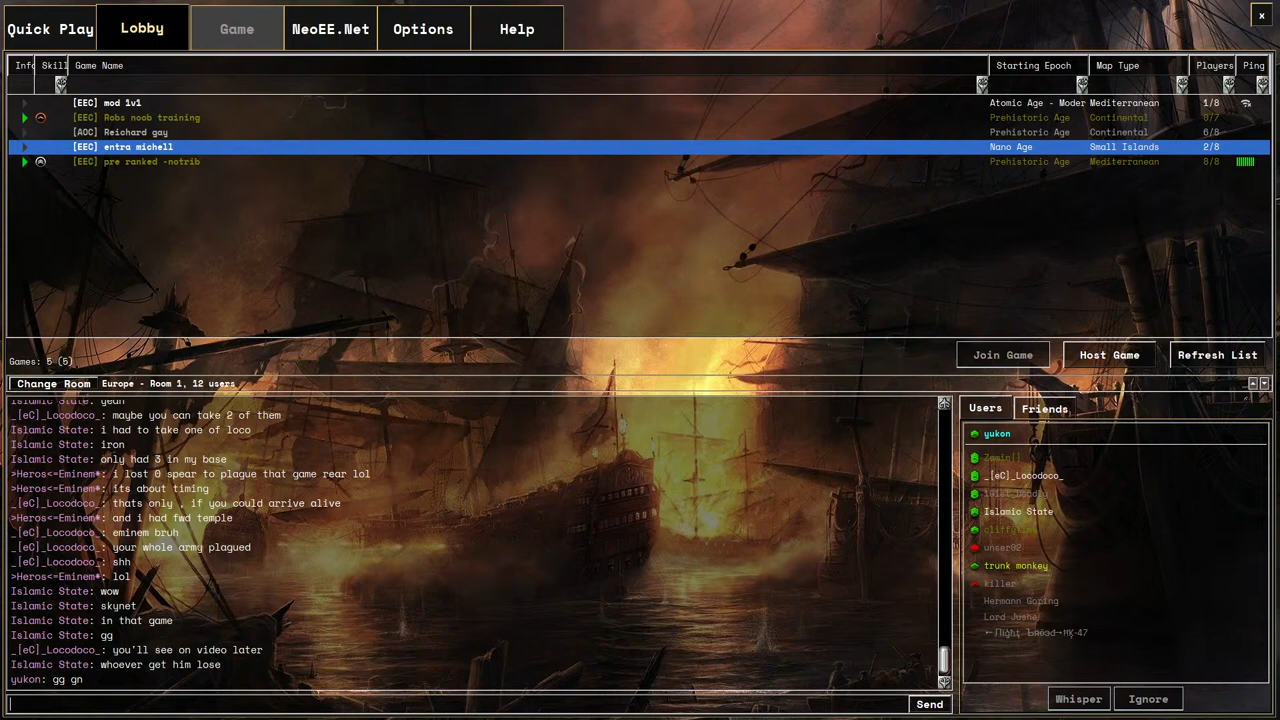 Quick Play Lobby Game NeoEE.Net Options Help x
Info Skill Game Name Starting Epoch Map Type Players Ping
[EEC] mod 1v1 Atomic Age - Moder Mediterranean 1/8
[EEC] Robs noob training Prehistoric Age Continental
[AOC] Reichard gay Prehistoric Age Continental 6/8
[EEC] entra michell Nano Age Small Islands 2/8
[EEC] pre ranked -notrib Prehistoric Age Mediterranean 8/8
Games: 5 (5) Join Game Host Game Refresh List
Change Room Europe - Room 1, 12 users
Islamic State: yeah
_[eC]_Locodoco_: maybe you can take 2 of them
Islamic State: i had to take one of loco
Islamic State: iron
Islamic State: only had 3 in my base
>Heros<=Eminem*: i lost 0 spear to plague that game rear lol
>Heros<=Eminem*: its about timing
_[eC]_Locodoco_: thats only , if you could arrive alive
>Heros<=Eminem*: and i had fwd temple
_[eC]_Locodoco_: eminem bruh
_[eC]_Locodoco_: your whole army plagued
_[eC]_Locodoco_: shh
>Heros<=Eminem*: lol
Islamic State: wow
Islamic State: skynet
Islamic State: in that game
Islamic State: gg
_[eC]_Locodoco_: you'll see on video later
Islamic State: whoever get him lose
yukon: gg gn
Send
Users Friends
yukon
_[eC]_Locodoco_
Islamic State
unser02
trunk monkey
killer
Hermann Goring
Lord Jushe
Whisper Ignore